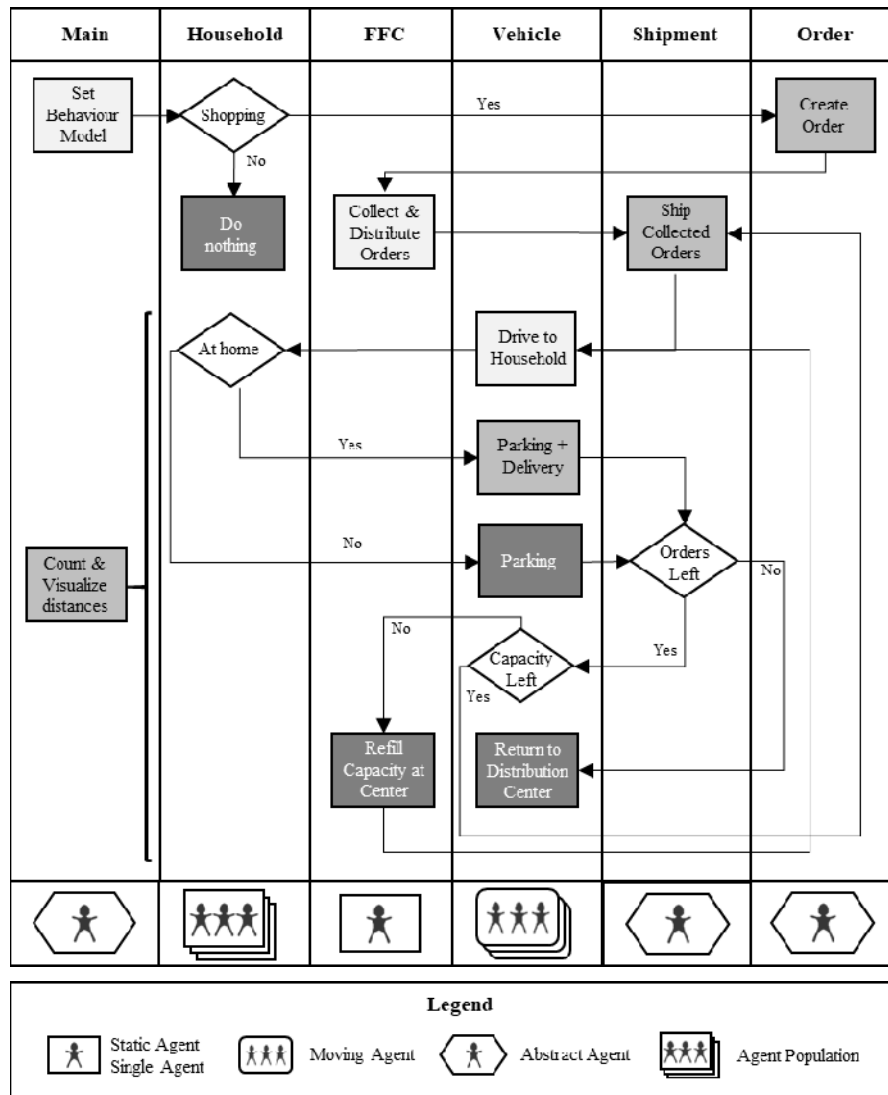 Main
Household
FFC
Vehicle
Shipment
Order
Set
Behaviour
Model
Shopping
Yes
Create
Order
No
Do
nothing
Collect &
Distribute
Orders
Ship
Collected
Orders
At home
Drive to
Household
Yes
Parking +
Delivery
Count &
Visualize
distances
No
Parking
Orders
Left
No
No
Yes
Capacity
Left
Yes
Refill
Capacity at
Center
Return to
Distribution
Center
Legend
Static Agent
Single Agent
Moving Agent
Abstract Agent
Agent Population